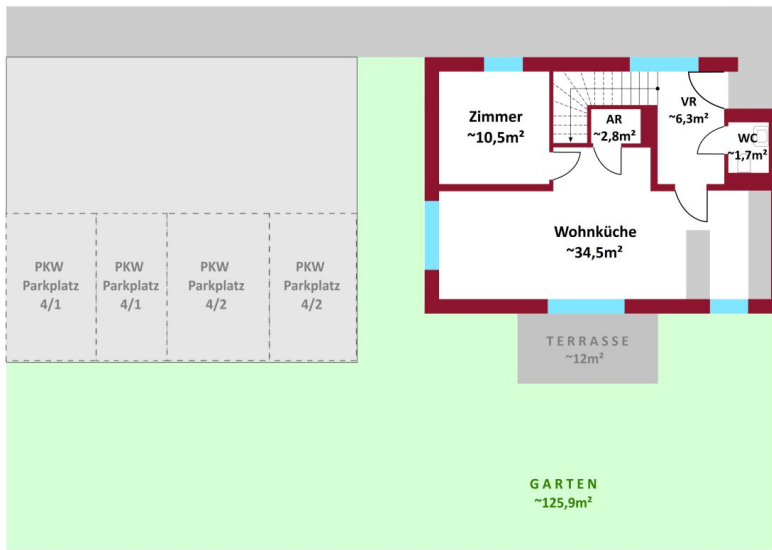 Zimmer
~10,5m²
AR
~2,8m²
VR
~6,3m²
WC
~1,7m²
Wohnküche
~34,5m²
PKW
Parkplatz
4/1
PKW
Parkplatz
4/1
PKW
Parkplatz
4/2
PKW
Parkplatz
4/2
TERRASSE
~12m²
GARTEN
~125,9m²